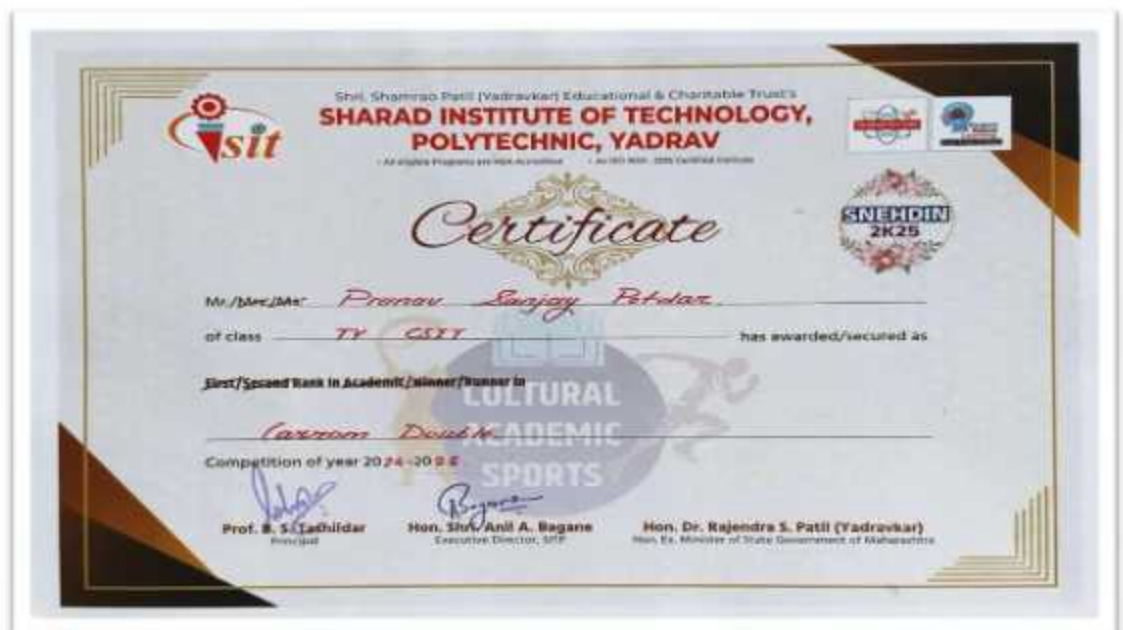 Shri. Shamrao Patil (Yadravkar) Educational & Charitable Trust's
SHARAD INSTITUTE OF TECHNOLOGY,
POLYTECHNIC, YADRAV
sit
Certificate
SNEHDIN
2K25
Mr./Mrs./Ms. Pranav Sanjay Potdar
of class TY CSIT has awarded/secured as
First/Second Rank in Academic/Winner/Runner in
CULTURAL
Carrom Double
ACADEMIC
Competition of year 2024-2025
SPORTS
Prof. B. S. Tashildar Hon. Shri. Anil A. Bagane Hon. Dr. Rajendra S. Patil (Yadravkar)
Principal Executive Director, Hon. Ex. Minister of State Government of Maharashtra